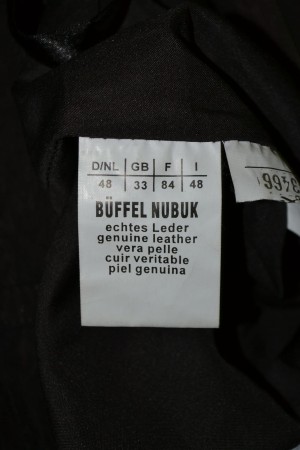 D/NL GB F I
48 33 84 48
BÜFFEL NUBUK
echtes Leder
genuine leather
vera pelle
cuir veritable
piel genuina